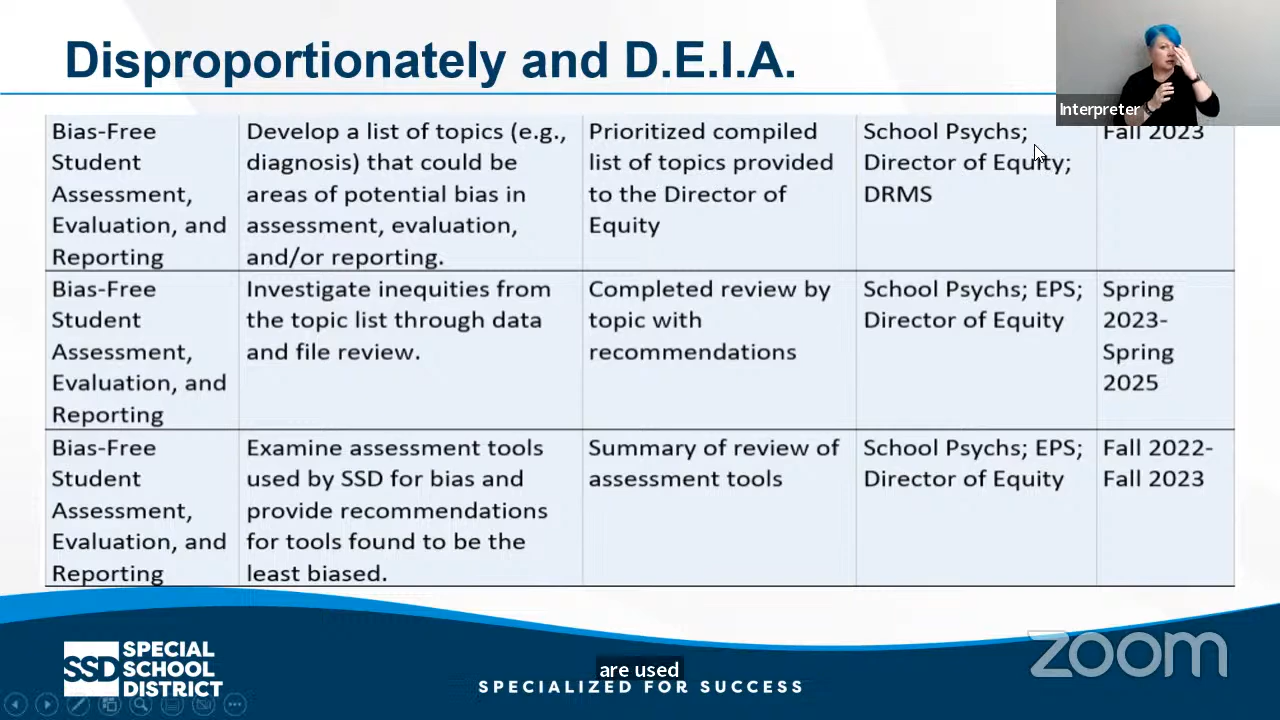 Disproportionately and D.E.I.A.
Interpreter
Bias-Free
Student
Assessment,
Evaluation, and
Reporting
Develop a list of topics (e.g.,
diagnosis) that could be
areas of potential bias in
assessment, evaluation,
and/or reporting.
Prioritized compiled
list of topics provided
to the Director of
Equity
School Psychs;
Director of Equity;
DRMS
Fall 2023
Bias-Free
Student
Assessment,
Evaluation, and
Reporting
Investigate inequities from
the topic list through data
and file review.
Completed review by
topic with
recommendations
School Psychs; EPS;
Director of Equity
Spring
2023-
Spring
2025
Bias-Free
Student
Assessment,
Evaluation, and
Reporting
Examine assessment tools
used by SSD for bias and
provide recommendations
for tools found to be the
least biased.
Summary of review of
assessment tools
School Psychs; EPS;
Director of Equity
Fall 2022-
Fall 2023
SSD
SPECIAL
SCHOOL
DISTRICT
are used
SPECIALIZED FOR SUCCESS
zoom